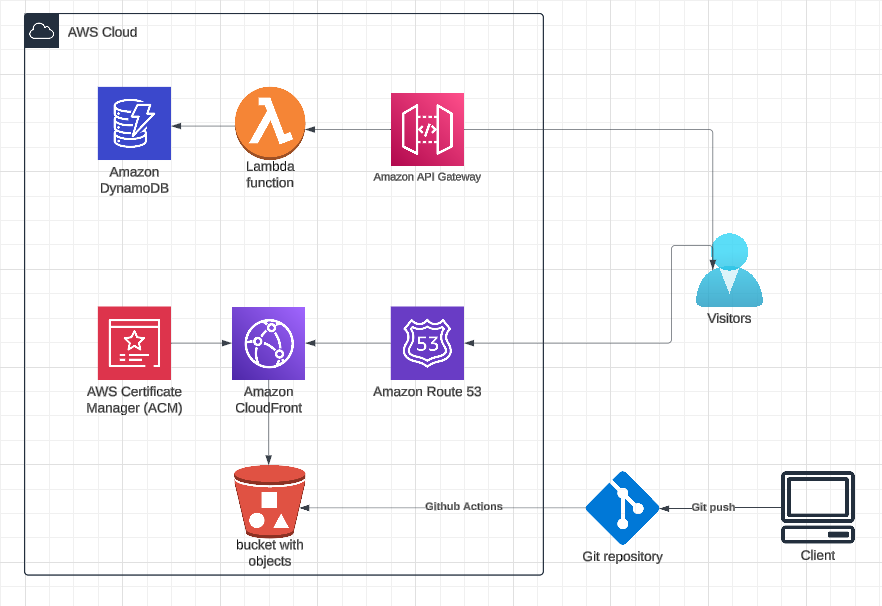 AWS Cloud
Amazon
DynamoDB
Lambda
function
</>
Amazon API Gateway
Visitors
AWS Certificate
Manager (ACM)
Amazon
CloudFront
53
Amazon Route 53
bucket with
objects
Github Actions
Git repository
Git push
Client